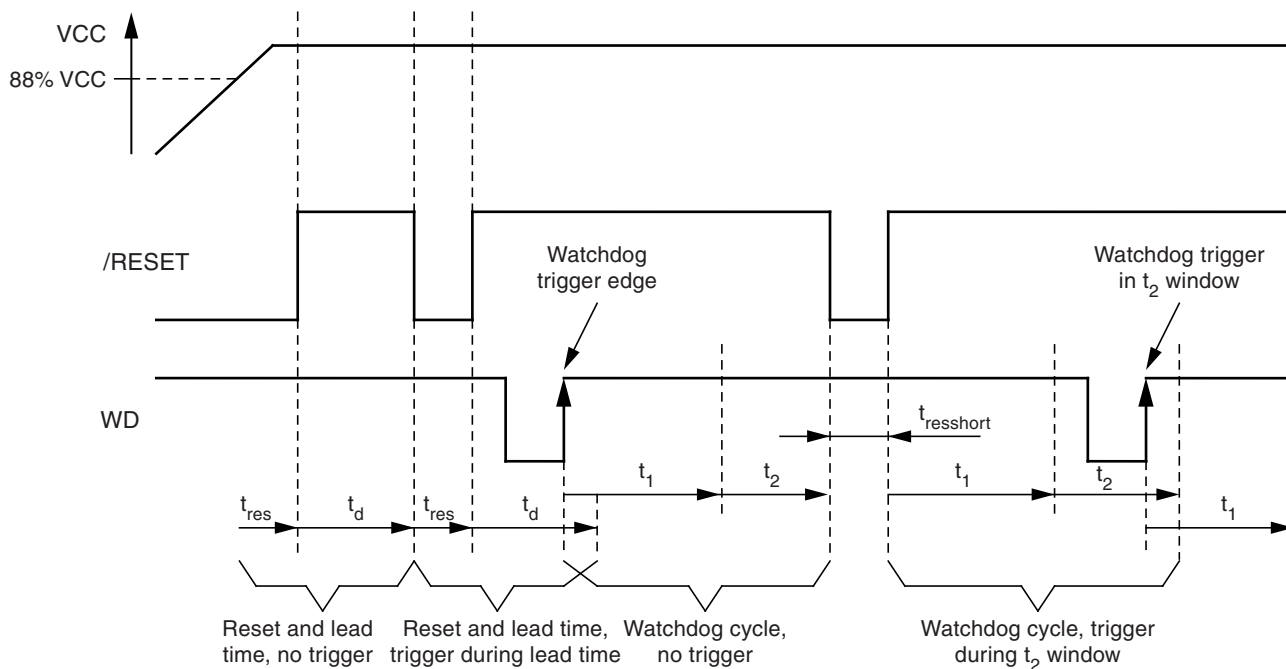 VCC
88% VCC
/RESET
Watchdog
trigger edge
Watchdog trigger
in t₂ window
WD
tresshort
t₁
t₂
t₁
t₂
tres
td
tres
td
t₁
Reset and lead
time, no trigger
Reset and lead time,
trigger during lead time
Watchdog cycle,
no trigger
Watchdog cycle, trigger
during t₂ window